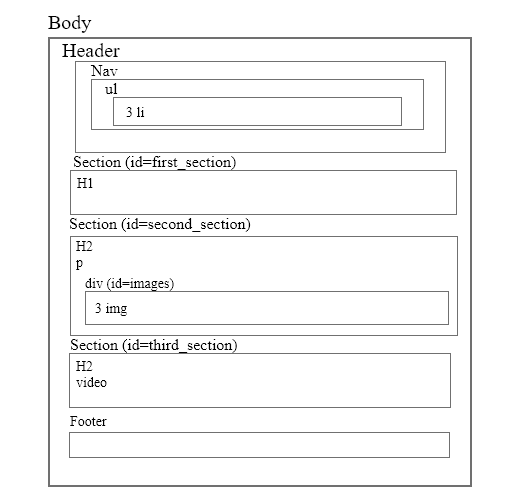 Body
Header
Nav
ul
3 li
Section (id=first_section)
H1
Section (id=second_section)
H2
p
div (id=images)
3 img
Section (id=third_section)
H2
video
Footer